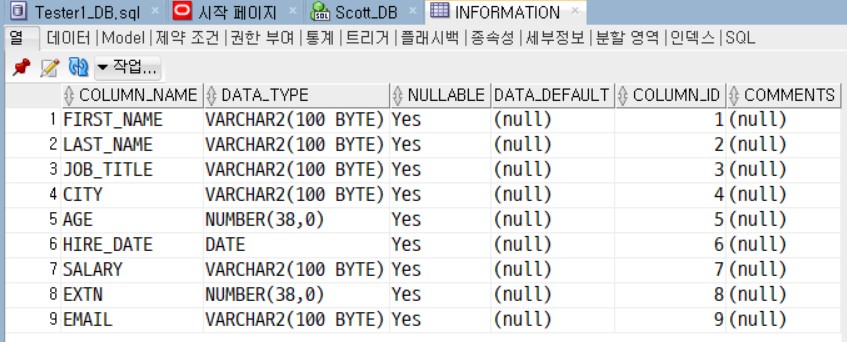 Tester1_DB.sql × 시작 페이지 × Scott_DB × INFORMATION ×
열 데이터 |Model|제약 조건|권한 부여|통계|트리거|플래시백|종속성|세부정보|분할 영역|인덱스|SQL
작업...
COLUMN_NAME DATA_TYPE NULLABLE DATA_DEFAULT COLUMN_ID COMMENTS
1 FIRST_NAME VARCHAR2(100 BYTE) Yes (null) 1 (null)
2 LAST_NAME VARCHAR2(100 BYTE) Yes (null) 2 (null)
3 JOB_TITLE VARCHAR2(100 BYTE) Yes (null) 3 (null)
4 CITY VARCHAR2(100 BYTE) Yes (null) 4 (null)
5 AGE NUMBER(38,0) Yes (null) 5 (null)
6 HIRE_DATE DATE Yes (null) 6 (null)
7 SALARY VARCHAR2(100 BYTE) Yes (null) 7 (null)
8 EXTN NUMBER(38,0) Yes (null) 8 (null)
9 EMAIL VARCHAR2(100 BYTE) Yes (null) 9 (null)